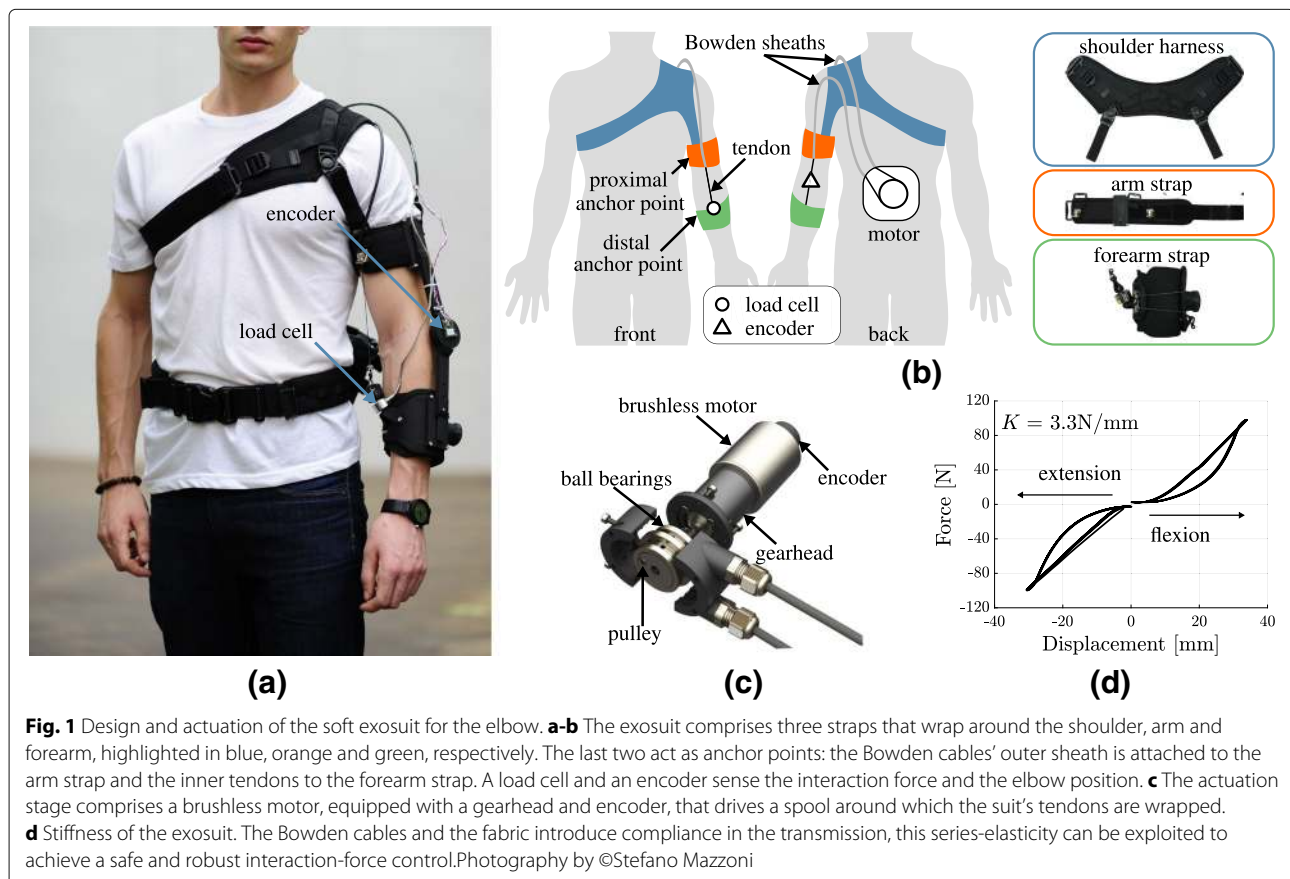 encoder
load cell
(a)
Bowden sheaths
tendon
proximal
anchor point
distal
anchor point
motor
load cell
encoder
front
back
shoulder harness
arm strap
forearm strap
(b)
brushless motor
ball bearings
encoder
gearhead
pulley
(c)
120
80
40
0
-40
-80
-120
Force [N]
K = 3.3N/mm
extension
flexion
-40
-20
0
20
40
Displacement [mm]
(d)
Fig. 1 Design and actuation of the soft exosuit for the elbow. a-b The exosuit comprises three straps that wrap around the shoulder, arm and
forearm, highlighted in blue, orange and green, respectively. The last two act as anchor points: the Bowden cables' outer sheath is attached to the
arm strap and the inner tendons to the forearm strap. A load cell and an encoder sense the interaction force and the elbow position. c The actuation
stage comprises a brushless motor, equipped with a gearhead and encoder, that drives a spool around which the suit's tendons are wrapped.
d Stiffness of the exosuit. The Bowden cables and the fabric introduce compliance in the transmission, this series-elasticity can be exploited to
achieve a safe and robust interaction-force control.Photography by ©Stefano Mazzoni